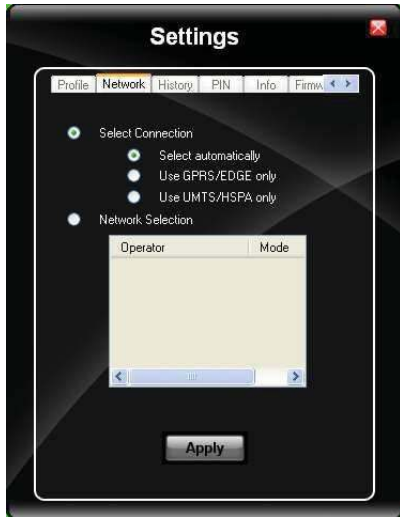 Settings
Profile Network History PIN Info Firmw
Select Connection
Select automatically
Use GPRS/EDGE only
Use UMTS/HSPA only
Network Selection
Operator Mode
Apply